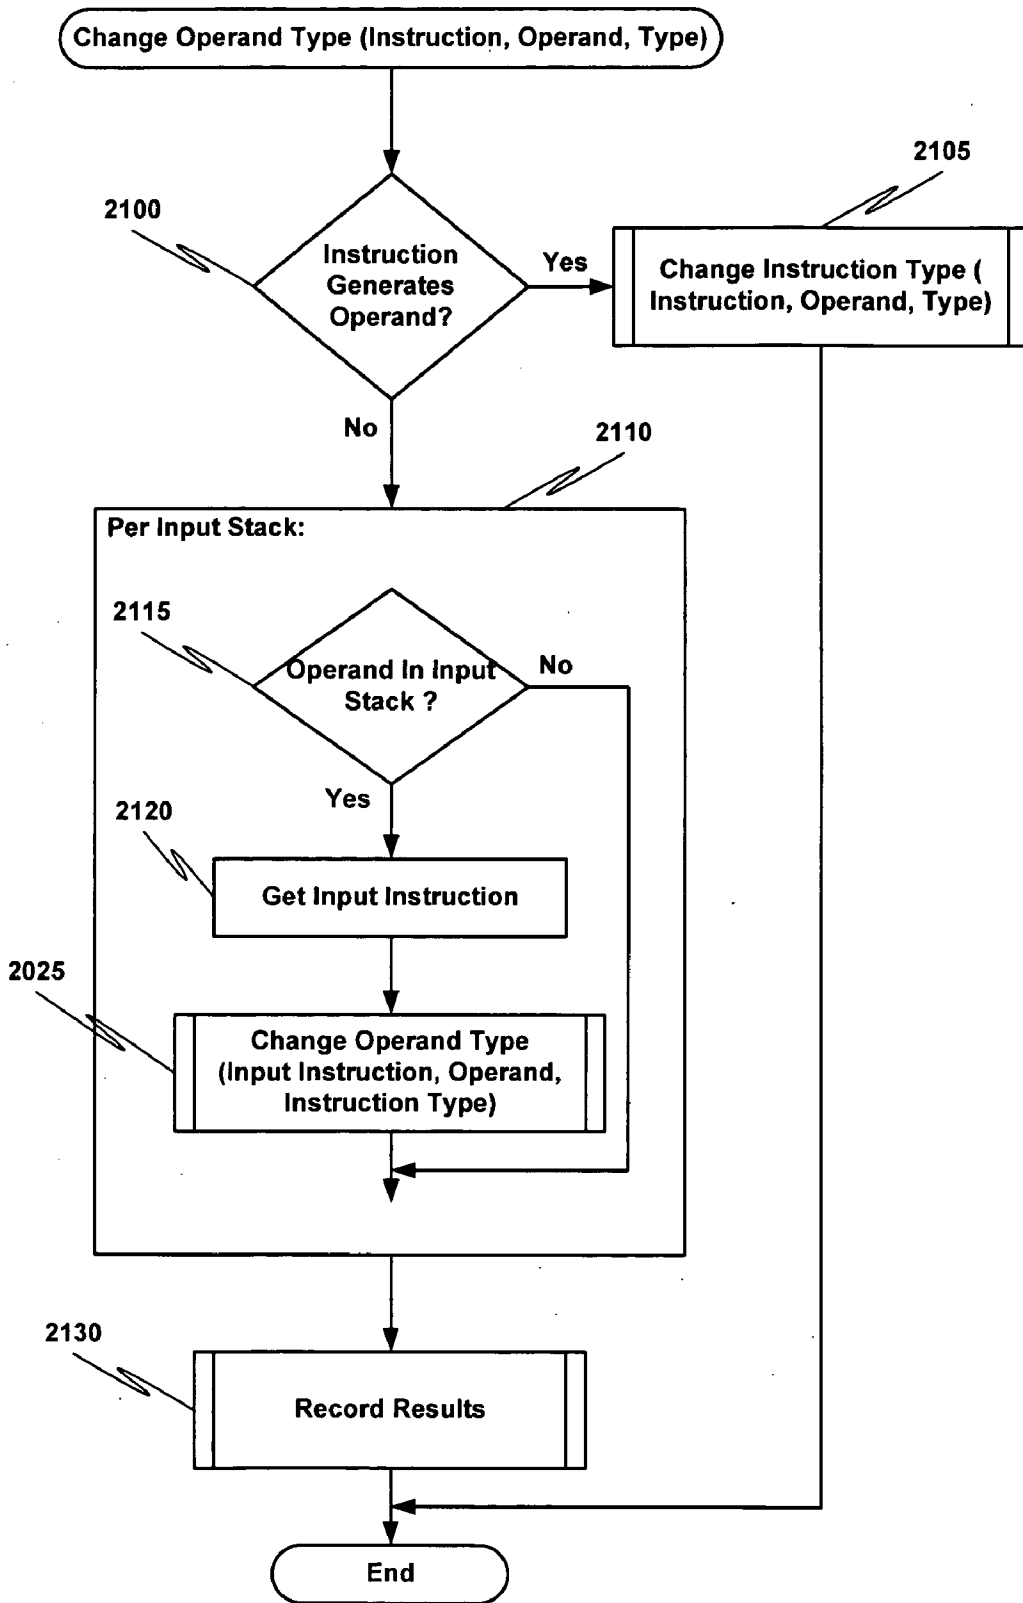 Change Operand Type (Instruction, Operand, Type)
2105
2100
Instruction
Generates
Operand?
Yes
Change Instruction Type (
Instruction, Operand, Type)
No
2110
Per Input Stack:
2115
Operand In Input
Stack ?
No
Yes
2120
Get Input Instruction
2025
Change Operand Type
(Input Instruction, Operand,
Instruction Type)
2130
Record Results
End